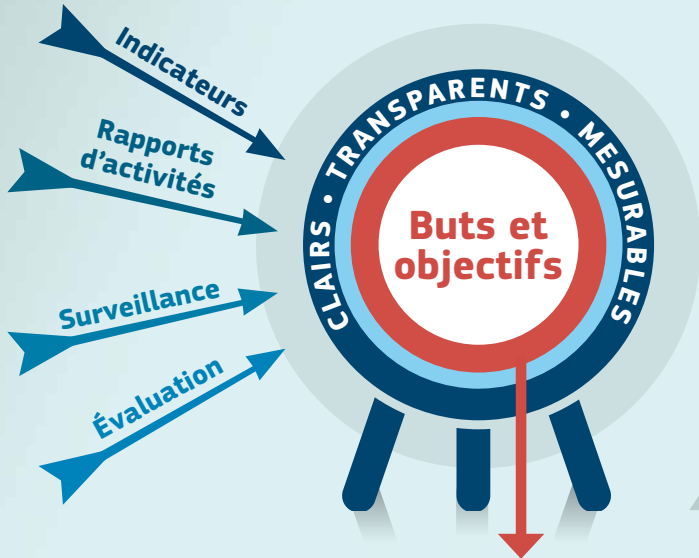 Indicateurs
Rapports
d'activités
Surveillance
Évaluation
CLAIRS • TRANSPARENTS • MESURABLES
Buts et
objectifs